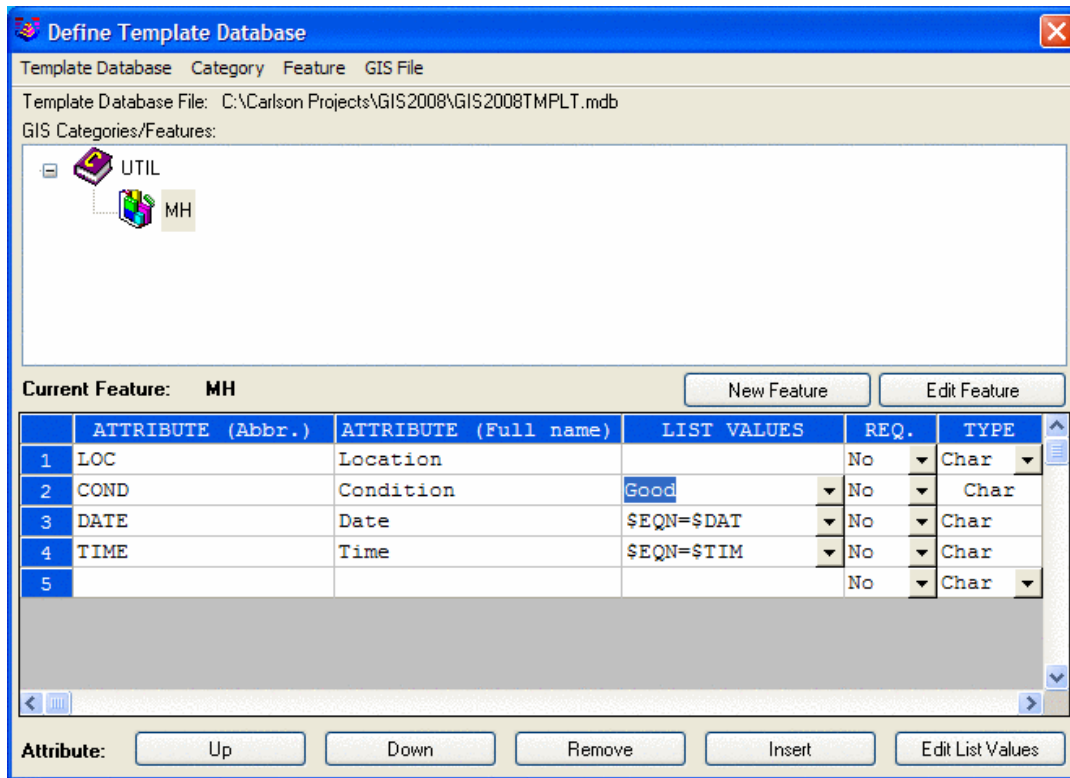 Define Template Database
Template Database Category Feature GIS File
Template Database File: C:\Carlson Projects\GIS2008\GIS2008TMPLT.mdb
GIS Categories/Features:
UTIL
MH
Current Feature: MH New Feature Edit Feature
ATTRIBUTE (Abbr.) ATTRIBUTE (Full name) LIST VALUES REQ. TYPE
1 LOC Location No Char
2 COND Condition Good No Char
3 DATE Date $EQN=$DAT No Char
4 TIME Time $EQN=$TIM No Char
5 No Char
Attribute: Up Down Remove Insert Edit List Values